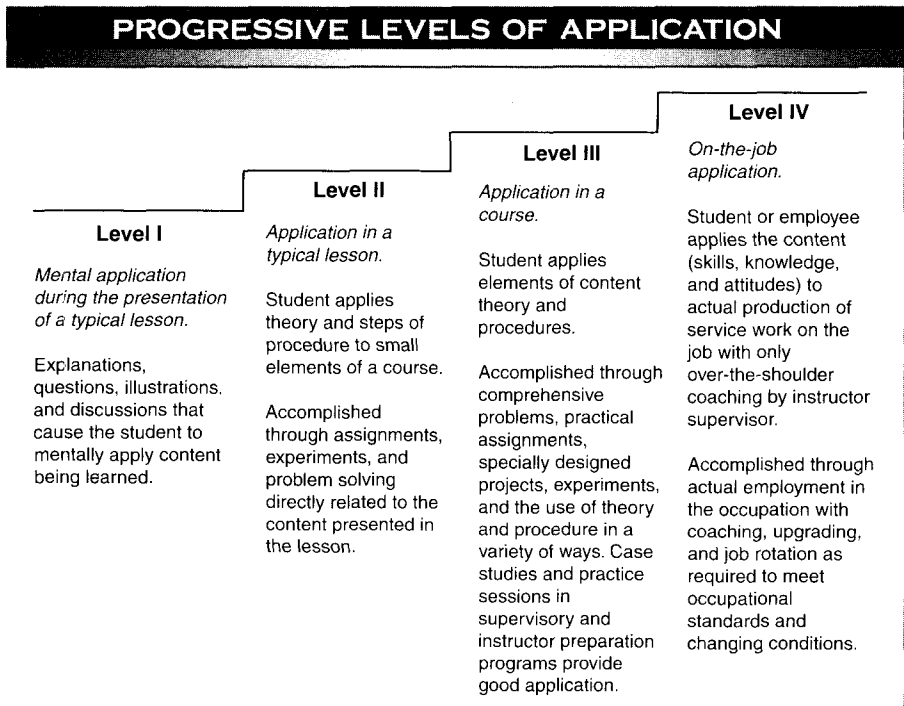 PROGRESSIVE LEVELS OF APPLICATION
Level I
Mental application
during the presentation
of a typical lesson.
Explanations,
questions, illustrations,
and discussions that
cause the student to
mentally apply content
being learned.
Level II
Application in a
typical lesson.
Student applies
theory and steps of
procedure to small
elements of a course.
Accomplished
through assignments,
experiments, and
problem solving
directly related to the
content presented in
the lesson.
Level III
Application in a
course.
Student applies
elements of content
theory and
procedures.
Accomplished through
comprehensive
problems, practical
assignments,
specially designed
projects, experiments,
and the use of theory
and procedure in a
variety of ways. Case
studies and practice
sessions in
supervisory and
instructor preparation
programs provide
good application.
Level IV
On-the-job
application.
Student or employee
applies the content
(skills, knowledge,
and attitudes) to
actual production of
service work on the
job with only
over-the-shoulder
coaching by instructor
supervisor.
Accomplished through
actual employment in
the occupation with
coaching, upgrading,
and job rotation as
required to meet
occupational
standards and
changing conditions.